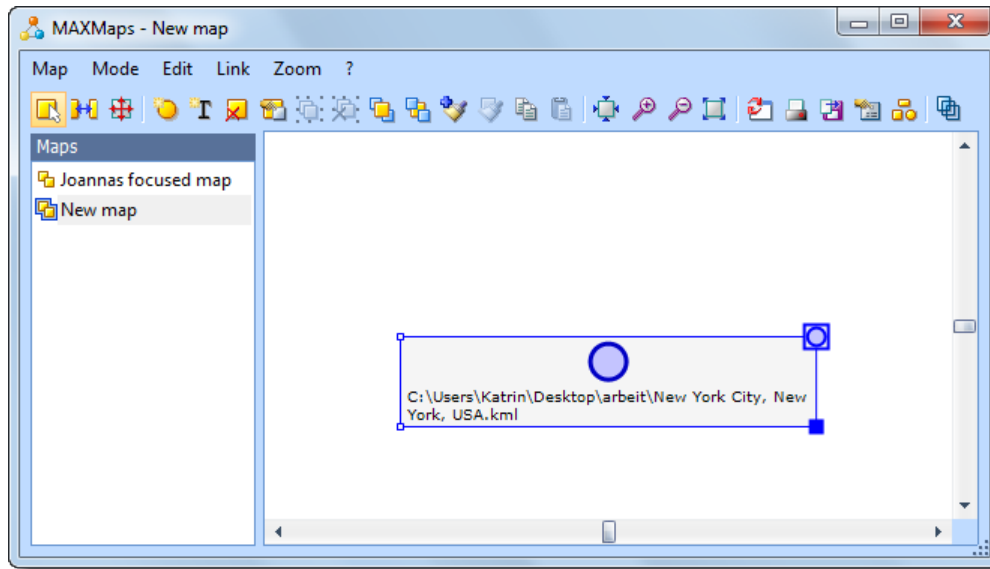 MAXMaps - New map
Map Mode Edit Link Zoom ?
Maps
Joannas focused map
New map
C:\Users\Katrin\Desktop\arbeit\New York City, New
York, USA.kml